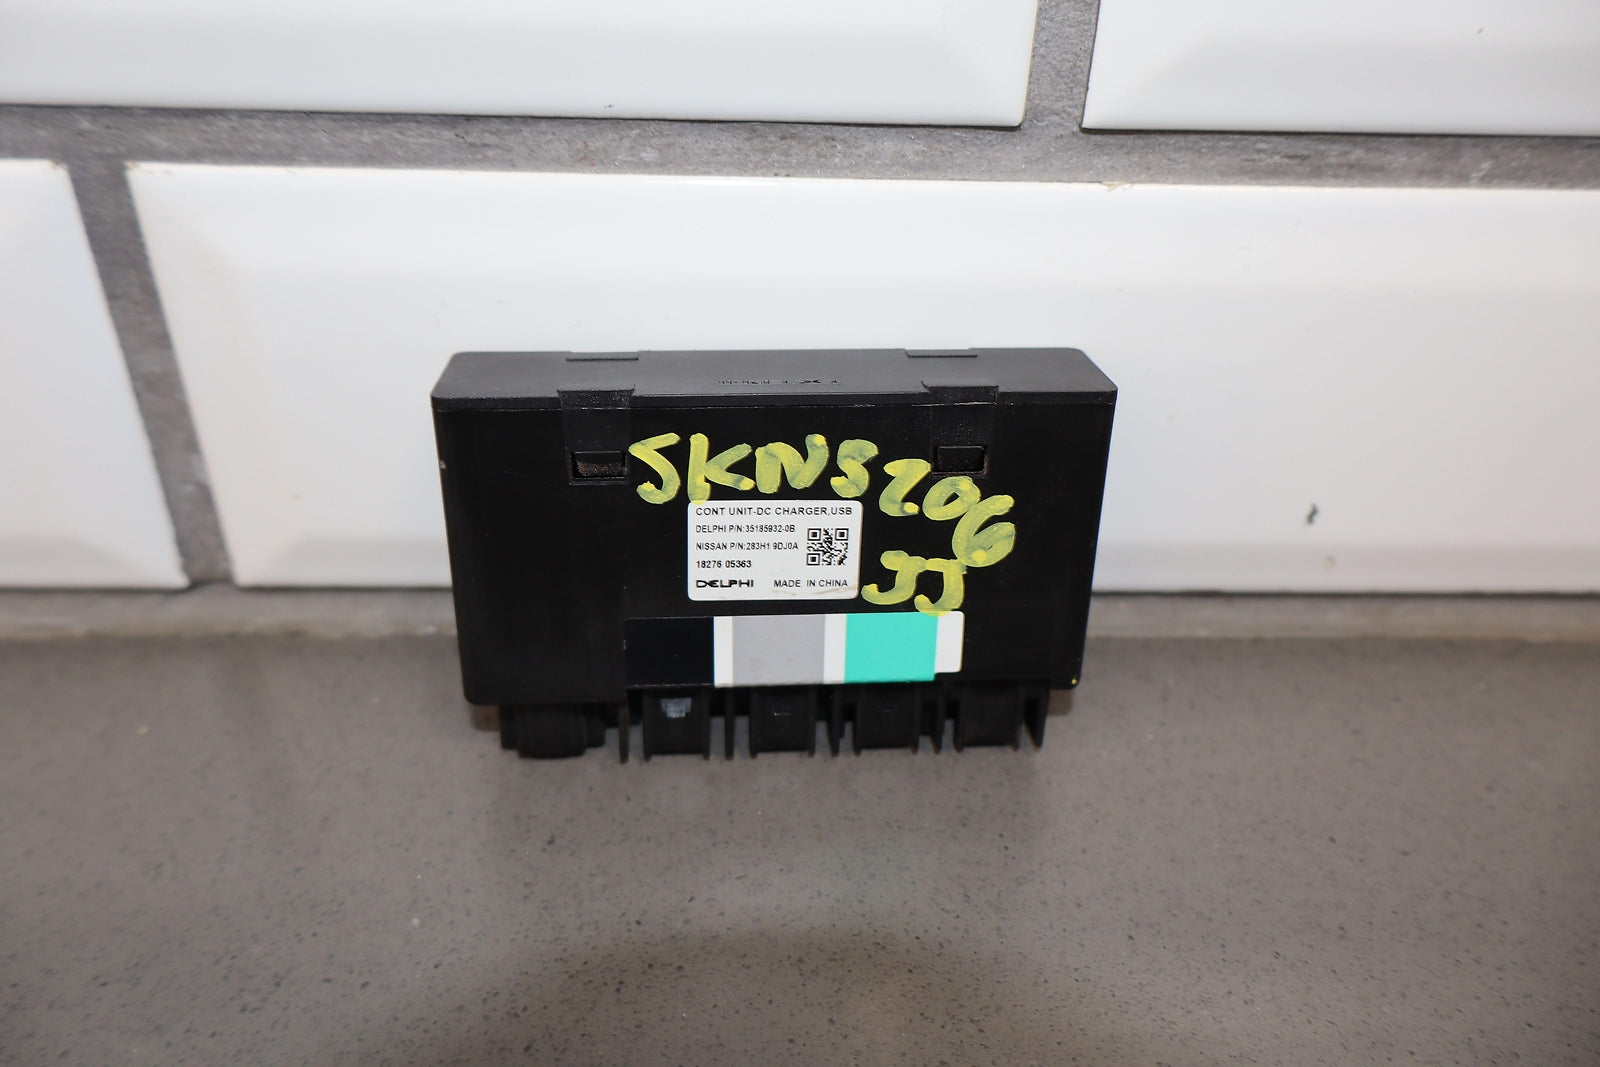 SKNS206
JJ
CONT UNIT-DC CHARGER,USB
DELPHI P/N:35185932-0B
NISSAN P/N:283H1 9DJ0A
18276 05363
DELPHI MADE IN CHINA